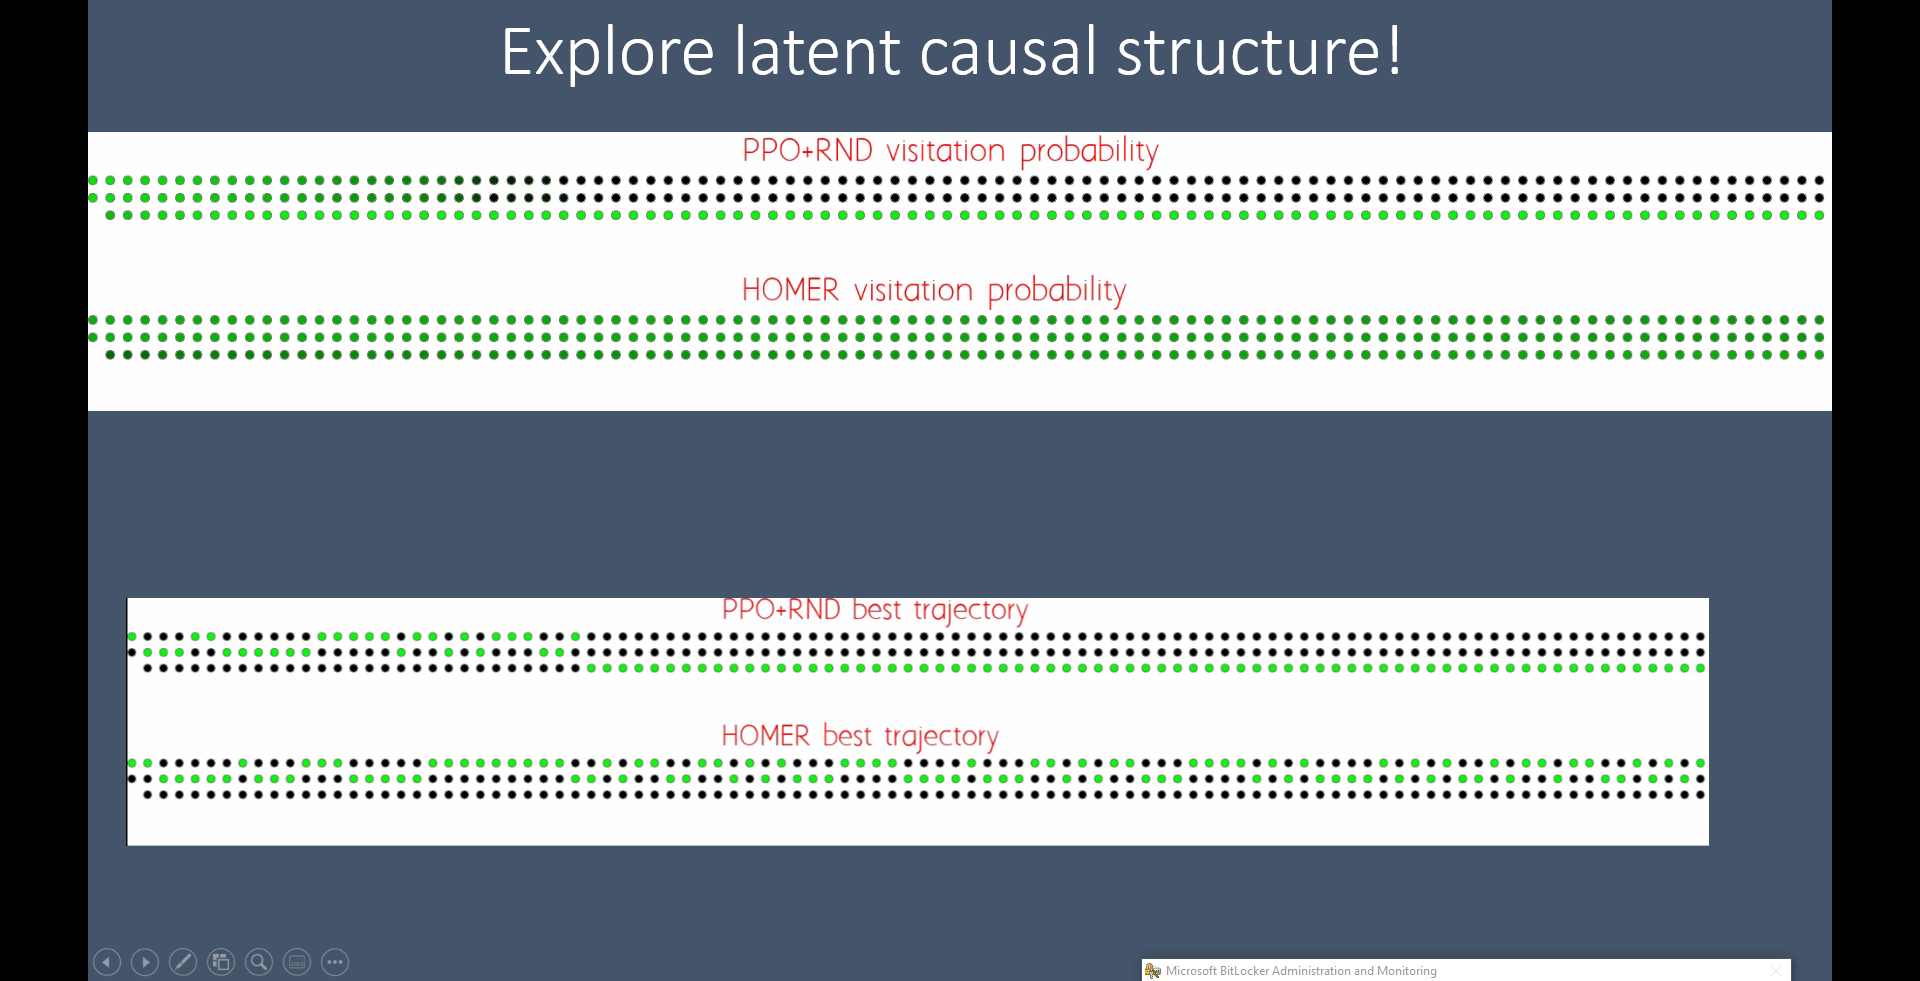 Explore latent causal structure!
PPO+RND visitation probability
HOMER visitation probability
PPO+RND best trajectory
HOMER best trajectory
Microsoft BitLocker Administration and Monitoring